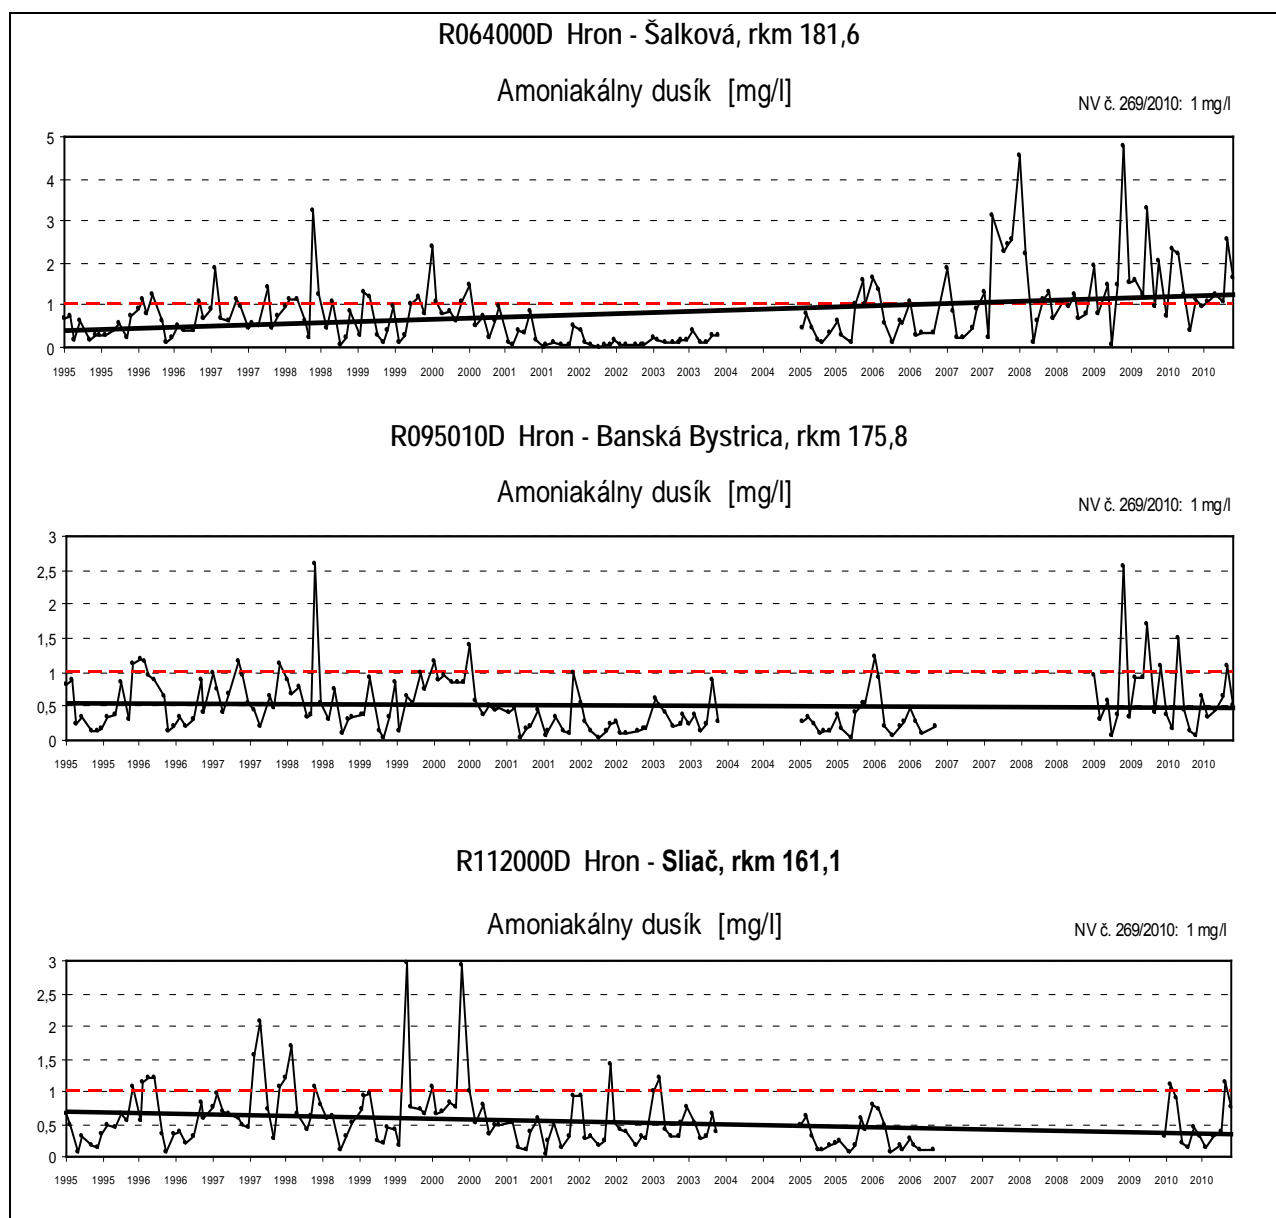 R064000D Hron - Šalková, rkm 181,6
Amoniakálny dusík [mg/l]
NV č. 269/2010: 1 mg/l
5
4
3
2
1
0
1995 1995 1996 1996 1997 1997 1998 1998 1999 1999 2000 2000 2001 2001 2002 2002 2003 2003 2004 2004 2005 2005 2006 2006 2007 2007 2008 2008 2009 2009 2010 2010
R095010D Hron - Banská Bystrica, rkm 175,8
Amoniakálny dusík [mg/l]
NV č. 269/2010: 1 mg/l
3
2,5
2
1,5
1
0,5
0
1995 1995 1996 1996 1997 1997 1998 1998 1999 1999 2000 2000 2001 2001 2002 2002 2003 2003 2004 2004 2005 2005 2006 2006 2007 2007 2008 2008 2009 2009 2010 2010
R112000D Hron - Sliač, rkm 161,1
Amoniakálny dusík [mg/l]
NV č. 269/2010: 1 mg/l
3
2,5
2
1,5
1
0,5
0
1995 1995 1996 1996 1997 1997 1998 1998 1999 1999 2000 2000 2001 2001 2002 2002 2003 2003 2004 2004 2005 2005 2006 2006 2007 2007 2008 2008 2009 2009 2010 2010